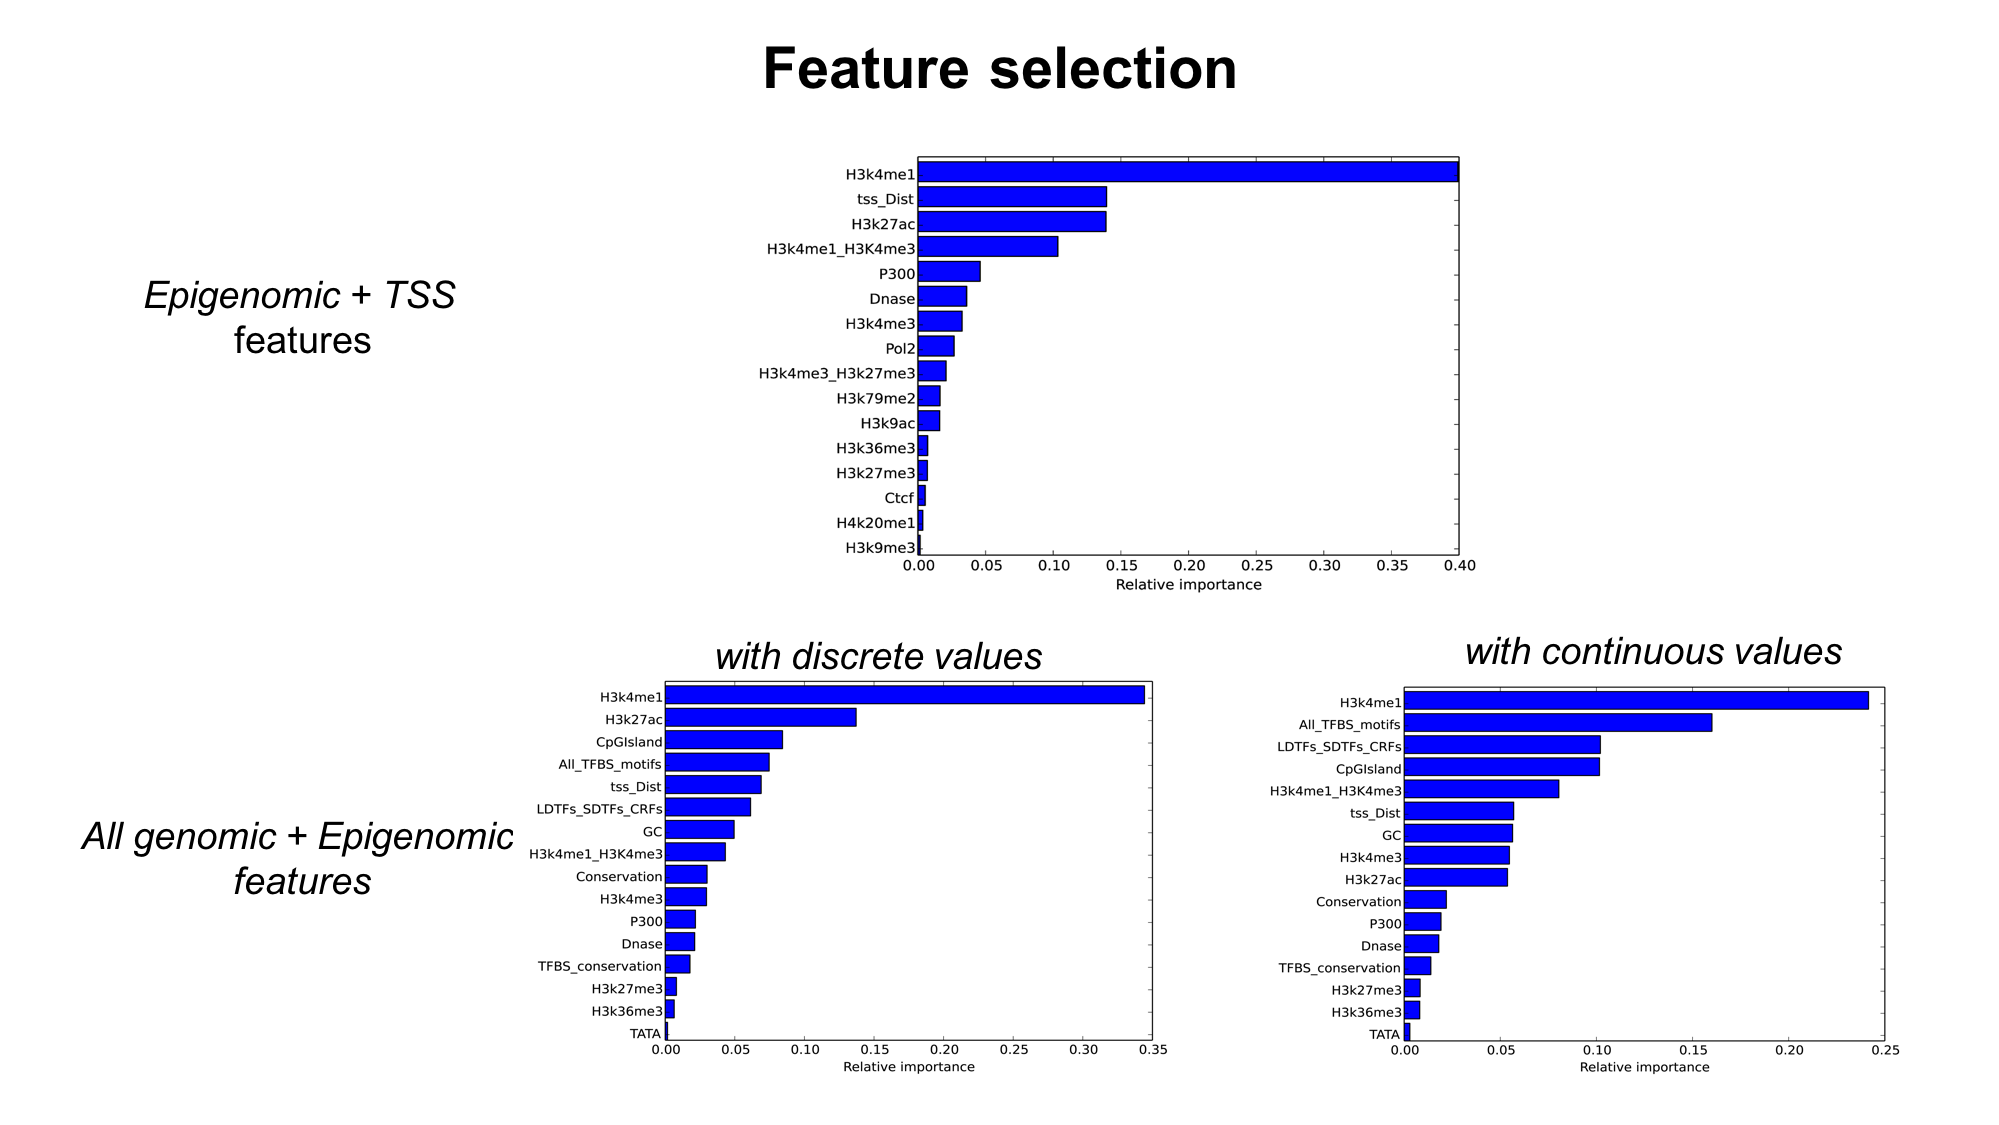 Feature selection
Epigenomic + TSS
features
H3k4me1
tss_Dist
H3k27ac
H3k4me1_H3K4me3
P300
Dnase
H3k4me3
Pol2
H3k4me3_H3k27me3
H3k79me2
H3k9ac
H3k36me3
H3k27me3
Ctcf
H4k20me1
H3k9me3
0.00 0.05 0.10 0.15 0.20 0.25 0.30 0.35 0.40
Relative importance
All genomic + Epigenomic
features
with discrete values
H3k4me1
H3k27ac
CpGIsland
All_TFBS_motifs
tss_Dist
LDTFs_SDTFs_CRFs
GC
H3k4me1_H3K4me3
Conservation
H3k4me3
P300
Dnase
TFBS_conservation
H3k27me3
H3k36me3
TATA
0.00 0.05 0.10 0.15 0.20 0.25 0.30 0.35
Relative importance
with continuous values
H3k4me1
All_TFBS_motifs
LDTFs_SDTFs_CRFs
CpGIsland
H3k4me1_H3K4me3
tss_Dist
GC
H3k4me3
H3k27ac
Conservation
P300
Dnase
TFBS_conservation
H3k27me3
H3k36me3
TATA
0.00 0.05 0.10 0.15 0.20 0.25
Relative importance